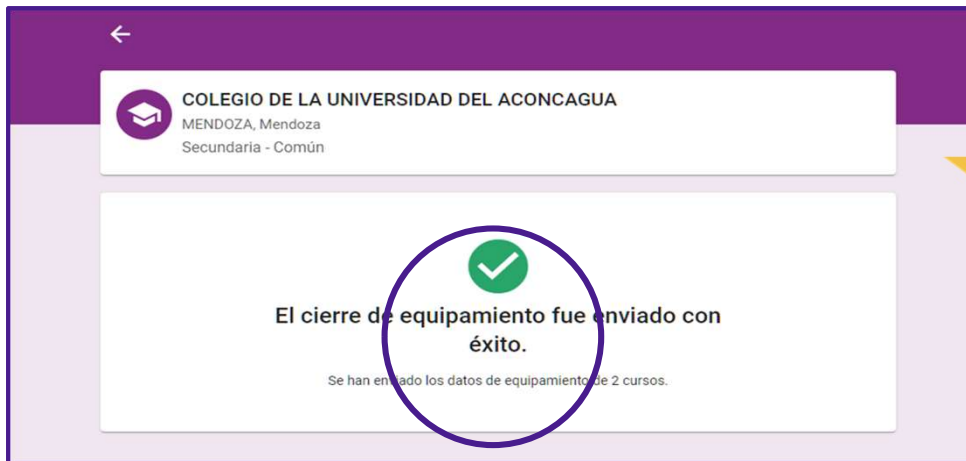 COLEGIO DE LA UNIVERSIDAD DEL ACONCAGUA
MENDOZA, Mendoza
Secundaria - Común
El cierre de equipamiento fue enviado con
éxito.
Se han enviado los datos de equipamiento de 2 cursos.